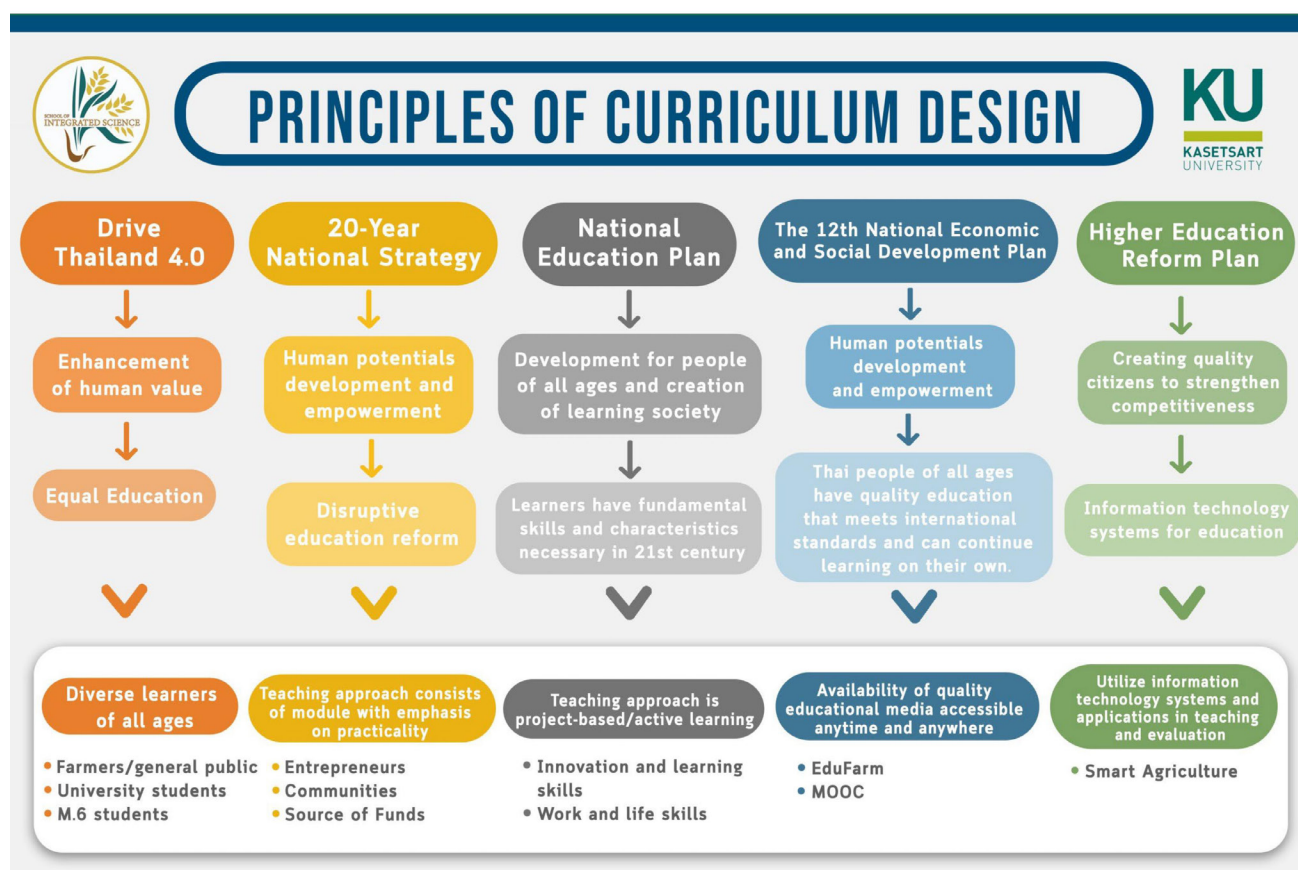 SCHOOL OF
INTEGRATED SCIENCE
PRINCIPLES OF CURRICULUM DESIGN
KU
KASETSART
UNIVERSITY
Drive
Thailand 4.0
Enhancement
of human value
Equal Education
Diverse learners
of all ages
• Farmers/general public
• University students
• M.6 students
20-Year
National Strategy
Human potentials
development and
empowerment
Disruptive
education reform
Teaching approach consists
of module with emphasis
on practicality
• Entrepreneurs
• Communities
• Source of Funds
National
Education Plan
Development for people
of all ages and creation
of learning society
Learners have fundamental
skills and characteristics
necessary in 21st century
Teaching approach is
project-based/active learning
• Innovation and learning
skills
• Work and life skills
The 12th National Economic
and Social Development Plan
Human potentials
development
and empowerment
Thai people of all ages
have quality education
that meets international
standards and can continue
learning on their own.
Availability of quality
educational media accessible
anytime and anywhere
• EduFarm
• MOOC
Higher Education
Reform Plan
Creating quality
citizens to strengthen
competitiveness
Information technology
systems for education
Utilize information
technology systems and
applications in teaching
and evaluation
• Smart Agriculture